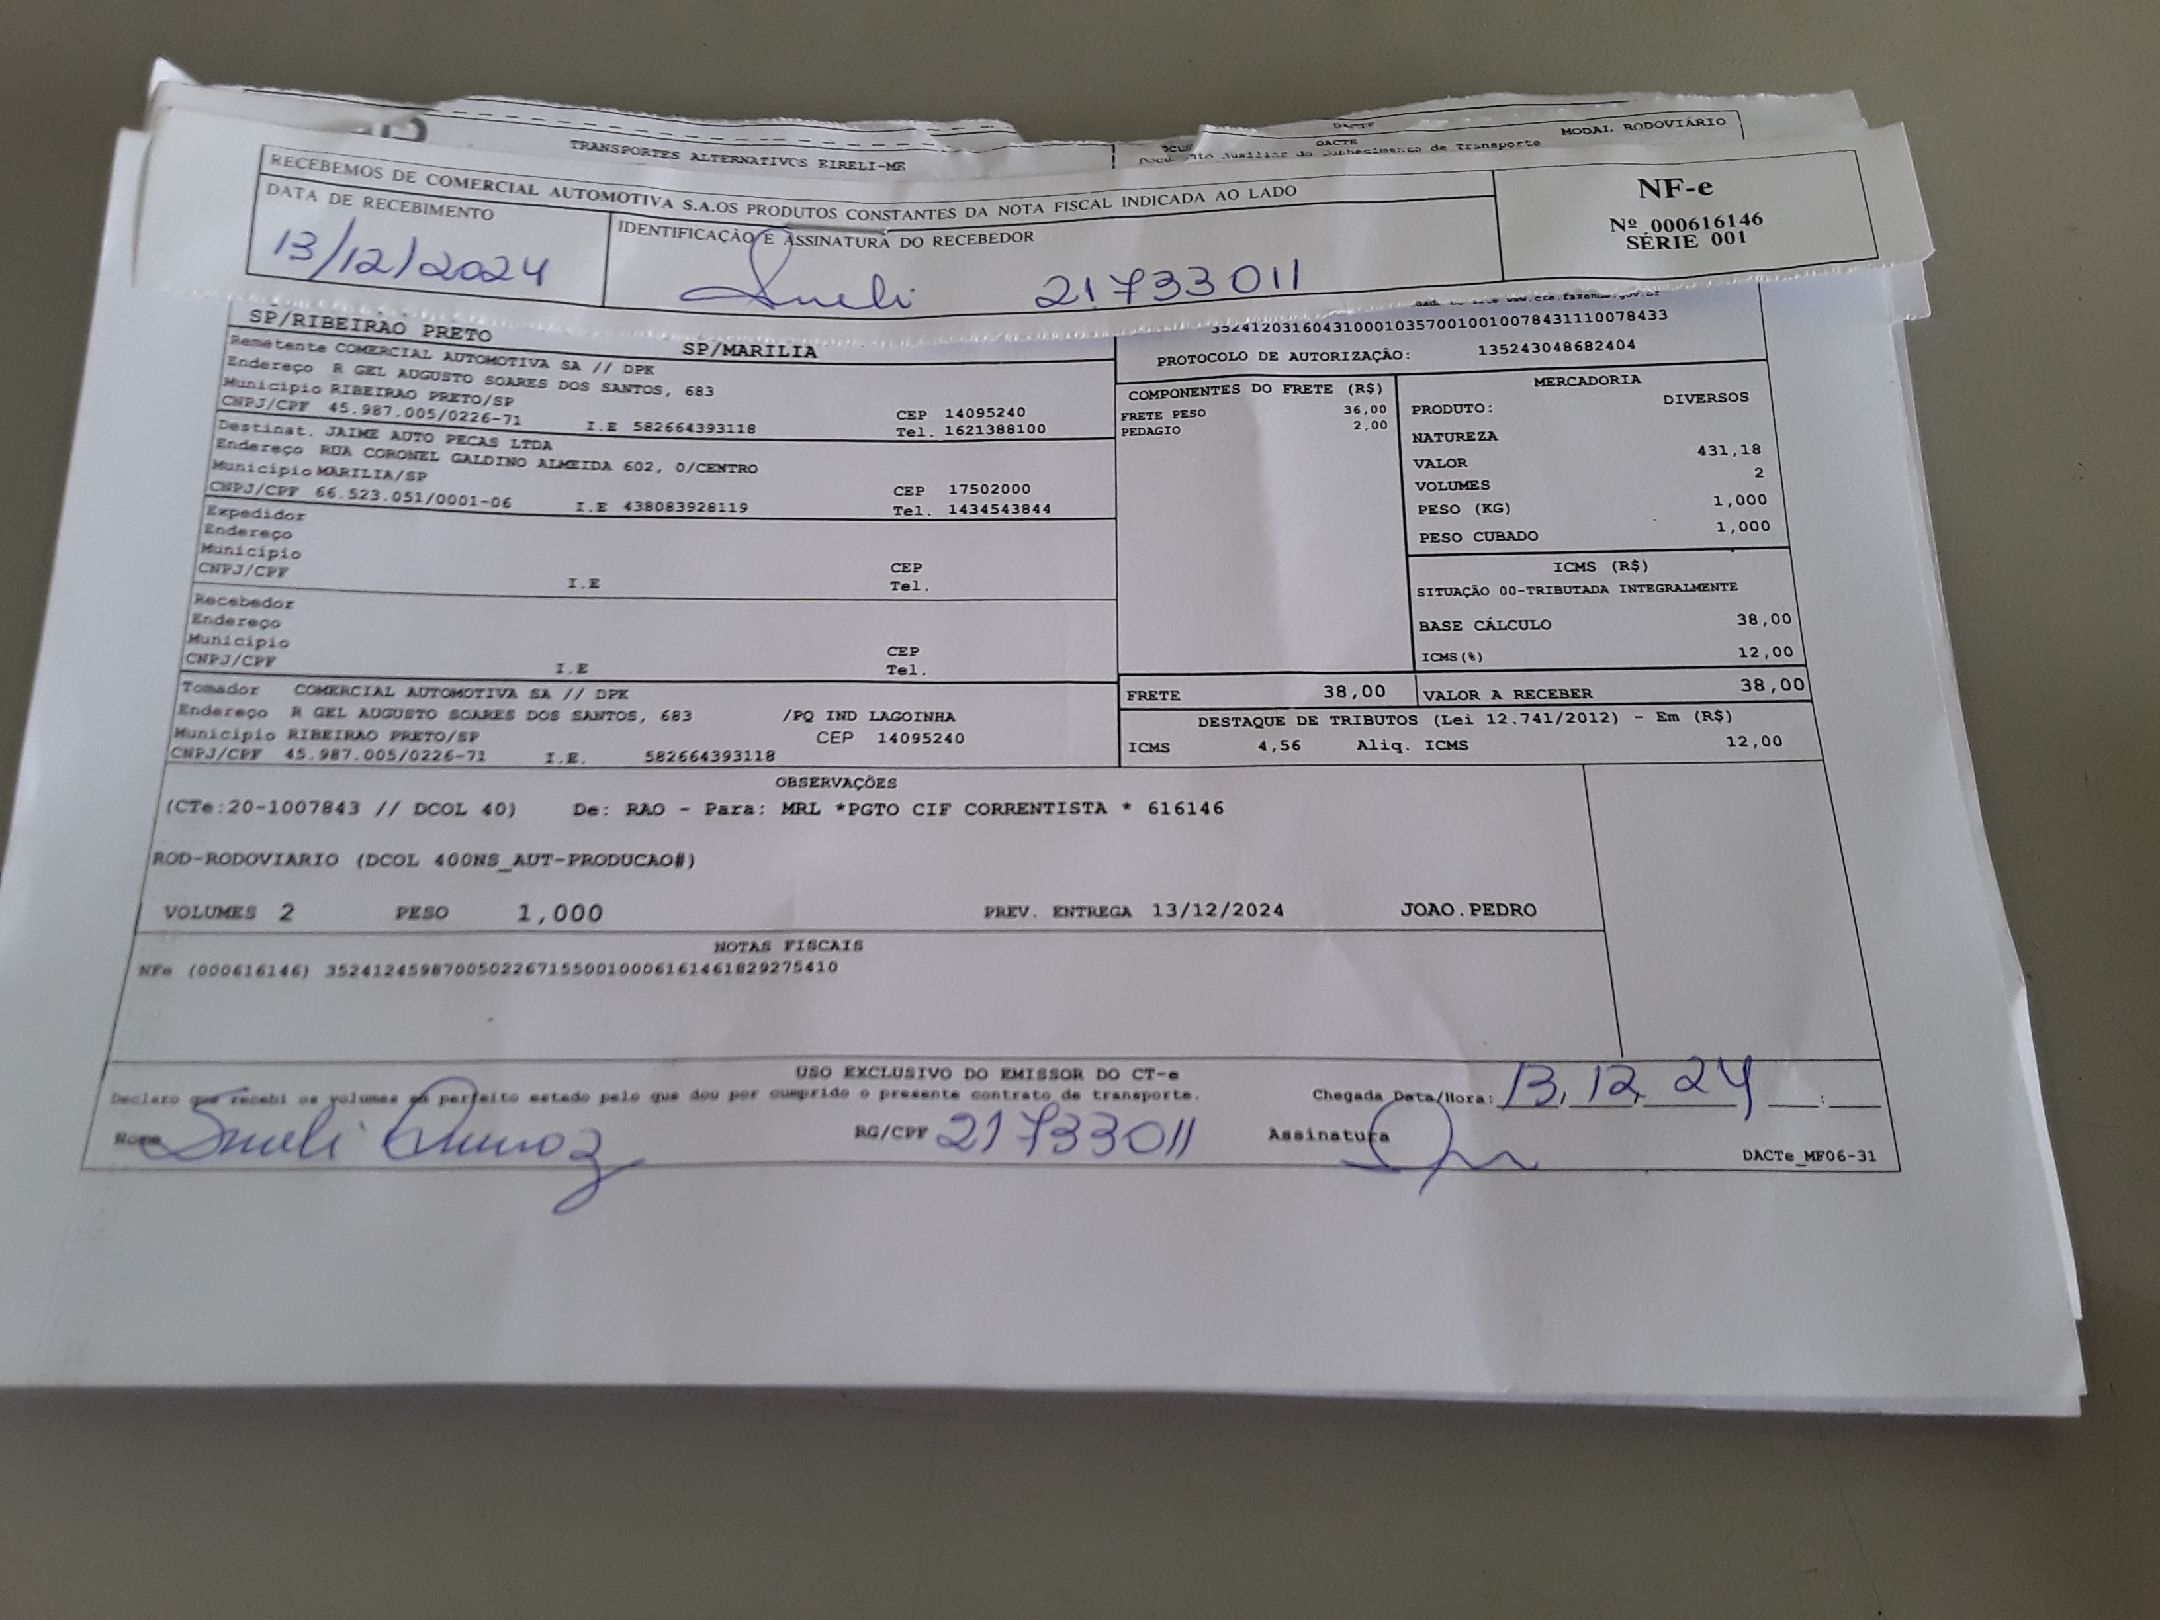 TRANSPORTES ALTERNATIVOS EIRELI-ME
DACTE
MODAL RODOVIÁRIO
DACTE
Auxiliar do Conhecimento de Transporte
RECEBEMOS DE COMERCIAL AUTOMOTIVA S.A.OS PRODUTOS CONSTANTES DA NOTA FISCAL INDICADA AO LADO
NF-e
Nº 000616146
SÉRIE 001
DATA DE RECEBIMENTO
IDENTIFICAÇÃO E ASSINATURA DO RECEBEDOR
13/12/2024
Sueli 21733011
SP/RIBEIRAO PRETO SP/MARILIA
35241203160431000103570010010078431110078433
PROTOCOLO DE AUTORIZAÇÃO: 135243048682404
Remetente COMERCIAL AUTOMOTIVA SA // DPK
Endereço R GEL AUGUSTO SOARES DOS SANTOS, 683
Município RIBEIRAO PRETO/SP CEP 14095240
CNPJ/CPF 45.987.005/0226-71 I.E 582664393118 Tel. 1621388100
Destinat. JAIME AUTO PECAS LTDA
Endereço RUA CORONEL GALDINO ALMEIDA 602, 0/CENTRO
Município MARILIA/SP CEP 17502000
CNPJ/CPF 66.523.051/0001-06 I.E 438083928119 Tel. 1434543844
Expedidor
Endereço
Município CEP
CNPJ/CPF I.E Tel.
Recebedor
Endereço
Município CEP
CNPJ/CPF I.E Tel.
Tomador COMERCIAL AUTOMOTIVA SA // DPK
Endereço R GEL AUGUSTO SOARES DOS SANTOS, 683 /PQ IND LAGOINHA
Município RIBEIRAO PRETO/SP CEP 14095240
CNPJ/CPF 45.987.005/0226-71 I.E. 582664393118
COMPONENTES DO FRETE (R$)
FRETE PESO 36,00
PEDAGIO 2,00
MERCADORIA
PRODUTO: DIVERSOS
NATUREZA
VALOR 431,18
VOLUMES 2
PESO (KG) 1,000
PESO CUBADO 1,000
ICMS (R$)
SITUAÇÃO 00-TRIBUTADA INTEGRALMENTE
BASE CÁLCULO 38,00
ICMS(%) 12,00
FRETE 38,00 VALOR A RECEBER 38,00
DESTAQUE DE TRIBUTOS (Lei 12.741/2012) - Em (R$)
ICMS 4,56 Aliq. ICMS 12,00
OBSERVAÇÕES
(CTe:20-1007843 // DCOL 40) De: RAO - Para: MRL *PGTO CIF CORRENTISTA * 616146
ROD-RODOVIARIO (DCOL 400NS_AUT-PRODUCAO#)
VOLUMES 2 PESO 1,000 PREV. ENTREGA 13/12/2024 JOAO.PEDRO
NOTAS FISCAIS
NFe (000616146) 35241245987005022671550010006161461829275410
USO EXCLUSIVO DO EMISSOR DO CT-e
Declaro que recebi os volumes em perfeito estado pelo que dou por cumprido o presente contrato de transporte. Chegada Data/Hora: 13, 12, 24 :
Nome Sueli RG/CPF 21733011 Assinatura
DACTe_MF06-31